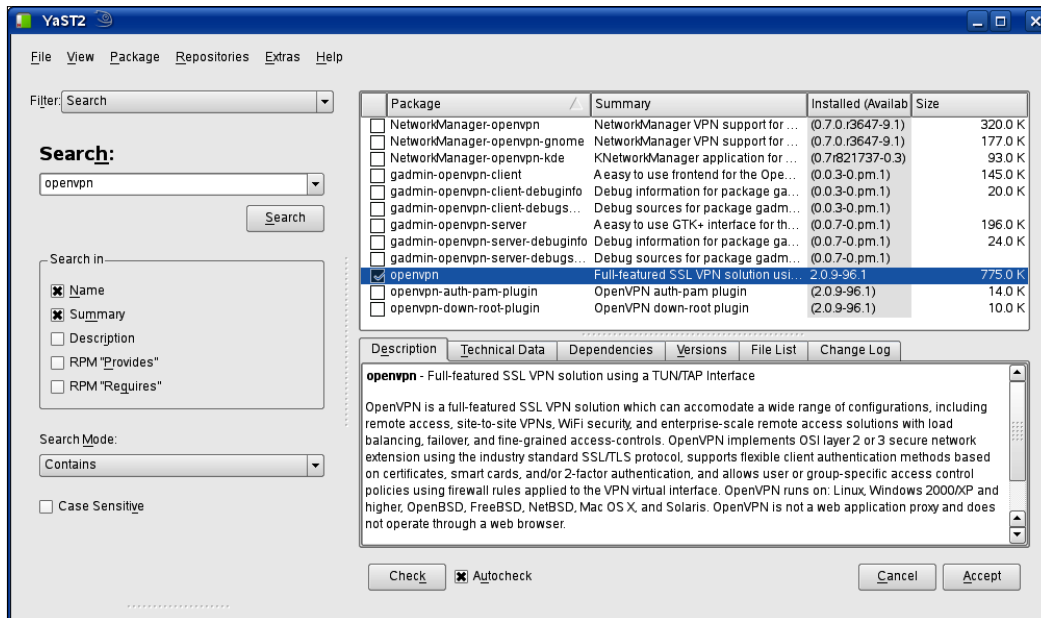 YaST2
File View Package Repositories Extras Help
Filter: Search
Search:
openvpn
Search
Search in
Name
Summary
Description
RPM "Provides"
RPM "Requires"
Search Mode:
Contains
Case Sensitive
Package Summary Installed (Availab Size
NetworkManager-openvpn NetworkManager VPN support for ... (0.7.0.r3647-9.1) 320.0 K
NetworkManager-openvpn-gnome NetworkManager VPN support for ... (0.7.0.r3647-9.1) 177.0 K
NetworkManager-openvpn-kde KNetworkManager application for ... (0.7r821737-0.3) 93.0 K
gadmin-openvpn-client A easy to use frontend for the Ope... (0.0.3-0.pm.1) 145.0 K
gadmin-openvpn-client-debuginfo Debug information for package ga... (0.0.3-0.pm.1) 20.0 K
gadmin-openvpn-client-debugs... Debug sources for package gadm... (0.0.3-0.pm.1)
gadmin-openvpn-server A easy to use GTK+ interface for th... (0.0.7-0.pm.1) 196.0 K
gadmin-openvpn-server-debuginfo Debug information for package ga... (0.0.7-0.pm.1) 24.0 K
gadmin-openvpn-server-debugs... Debug sources for package gadm... (0.0.7-0.pm.1)
openvpn Full-featured SSL VPN solution usi... 2.0.9-96.1 775.0 K
openvpn-auth-pam-plugin OpenVPN auth-pam plugin (2.0.9-96.1) 14.0 K
openvpn-down-root-plugin OpenVPN down-root plugin (2.0.9-96.1) 10.0 K
Description Technical Data Dependencies Versions File List Change Log
openvpn - Full-featured SSL VPN solution using a TUN/TAP Interface
OpenVPN is a full-featured SSL VPN solution which can accomodate a wide range of configurations, including
remote access, site-to-site VPNs, WiFi security, and enterprise-scale remote access solutions with load
balancing, failover, and fine-grained access-controls. OpenVPN implements OSI layer 2 or 3 secure network
extension using the industry standard SSL/TLS protocol, supports flexible client authentication methods based
on certificates, smart cards, and/or 2-factor authentication, and allows user or group-specific access control
policies using firewall rules applied to the VPN virtual interface. OpenVPN runs on: Linux, Windows 2000/XP and
higher, OpenBSD, FreeBSD, NetBSD, Mac OS X, and Solaris. OpenVPN is not a web application proxy and does
not operate through a web browser.
Check Autocheck Cancel Accept